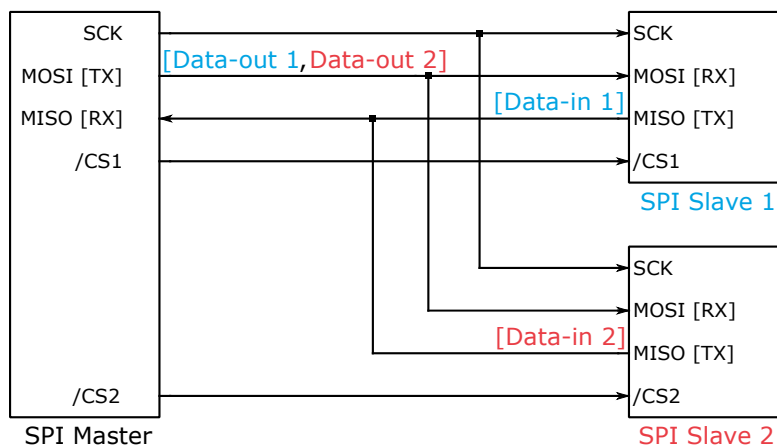 SCK
MOSI [TX]
MISO [RX]
/CS1
/CS2
SPI Master
[Data-out 1,Data-out 2]
[Data-in 1]
SCK
MOSI [RX]
MISO [TX]
/CS1
SPI Slave 1
[Data-in 2]
SCK
MOSI [RX]
MISO [TX]
/CS2
SPI Slave 2